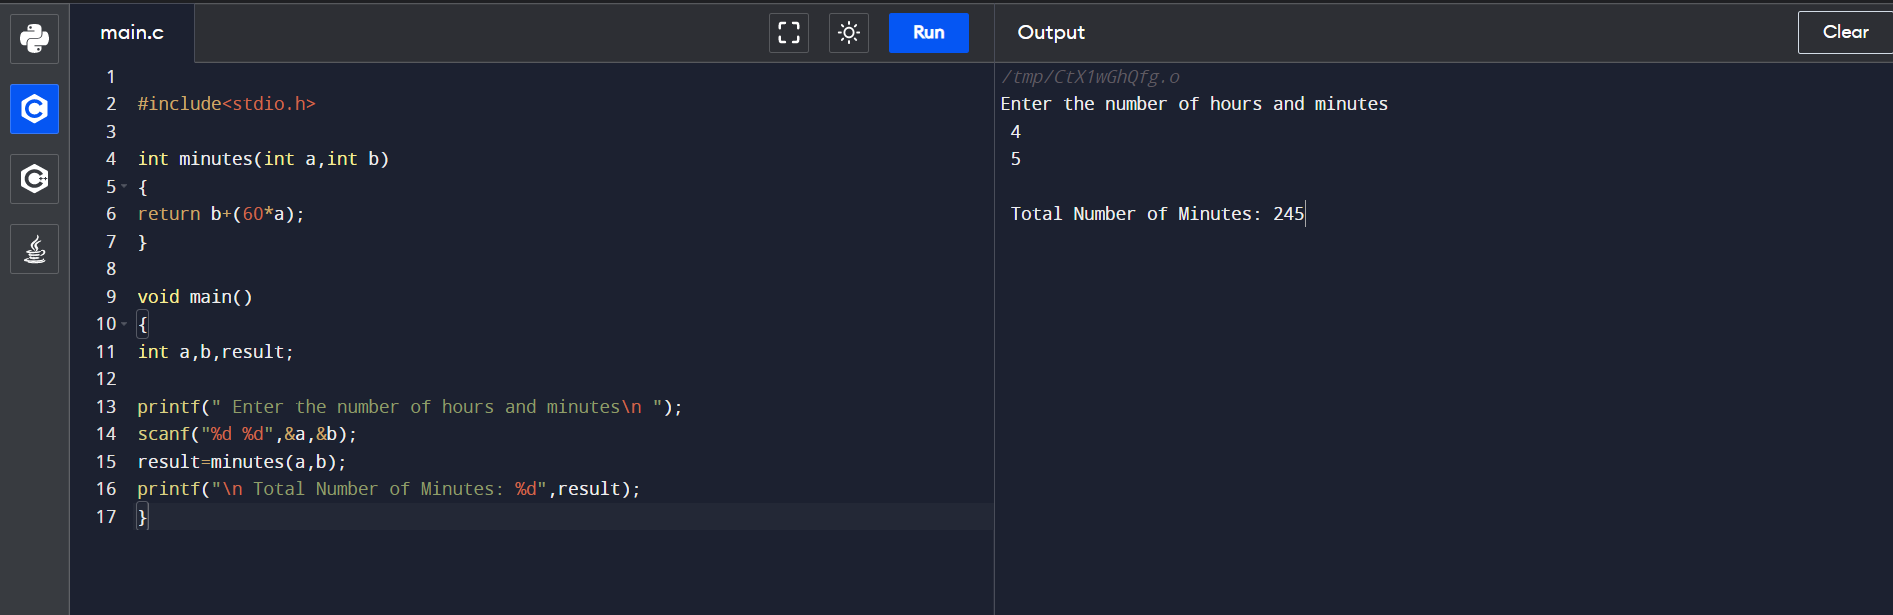 main.c
Run
Output
Clear
1
2 #include<stdio.h>
3
4 int minutes(int a,int b)
5 {
6 return b+(60*a);
7 }
8
9 void main()
10 {
11 int a,b,result;
12
13 printf(" Enter the number of hours and minutes\n ");
14 scanf("%d %d",&a,&b);
15 result=minutes(a,b);
16 printf("\n Total Number of Minutes: %d",result);
17 }
/tmp/CtX1wGhQfg.o
Enter the number of hours and minutes
4
5
Total Number of Minutes: 245